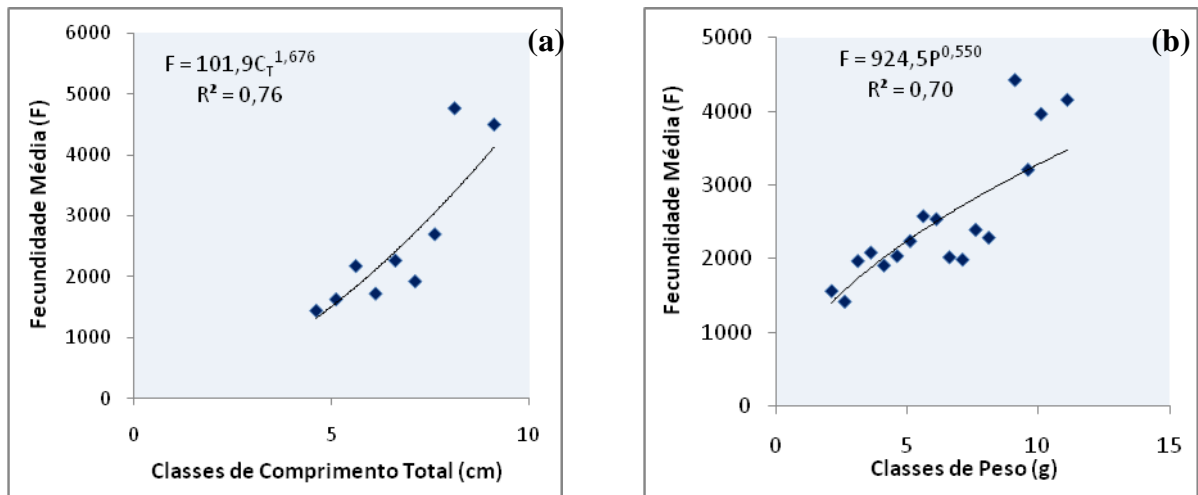 (a)
F = 101,9C_T^1,676
R² = 0,76
Fecundidade Média (F)
6000
5000
4000
3000
2000
1000
0
0 5 10
Classes de Comprimento Total (cm)
(b)
F = 924,5P^0,550
R² = 0,70
Fecundidade Média (F)
5000
4000
3000
2000
1000
0
0 5 10 15
Classes de Peso (g)